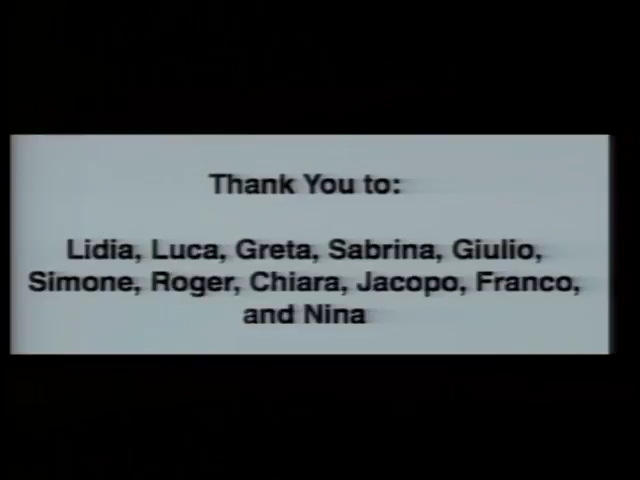 Thank You to:
Lidia, Luca, Greta, Sabrina, Giulio,
Simone, Roger, Chiara, Jacopo, Franco,
and Nina